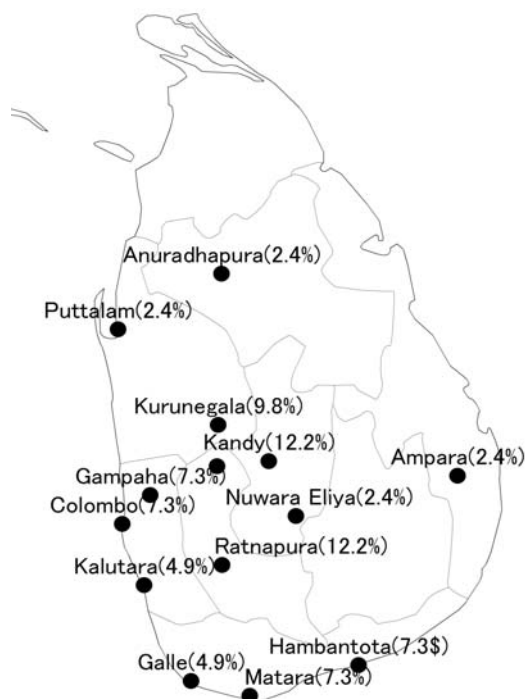 Anuradhapura(2.4%)
Puttalam(2.4%)
Kurunegala(9.8%)
Kandy(12.2%)
Ampara(2.4%)
Gampaha(7.3%)
Nuwara Eliya(2.4%)
Colombo(7.3%)
Ratnapura(12.2%)
Kalutara(4.9%)
Hambantota(7.3$)
Galle(4.9%)
Matara(7.3%)